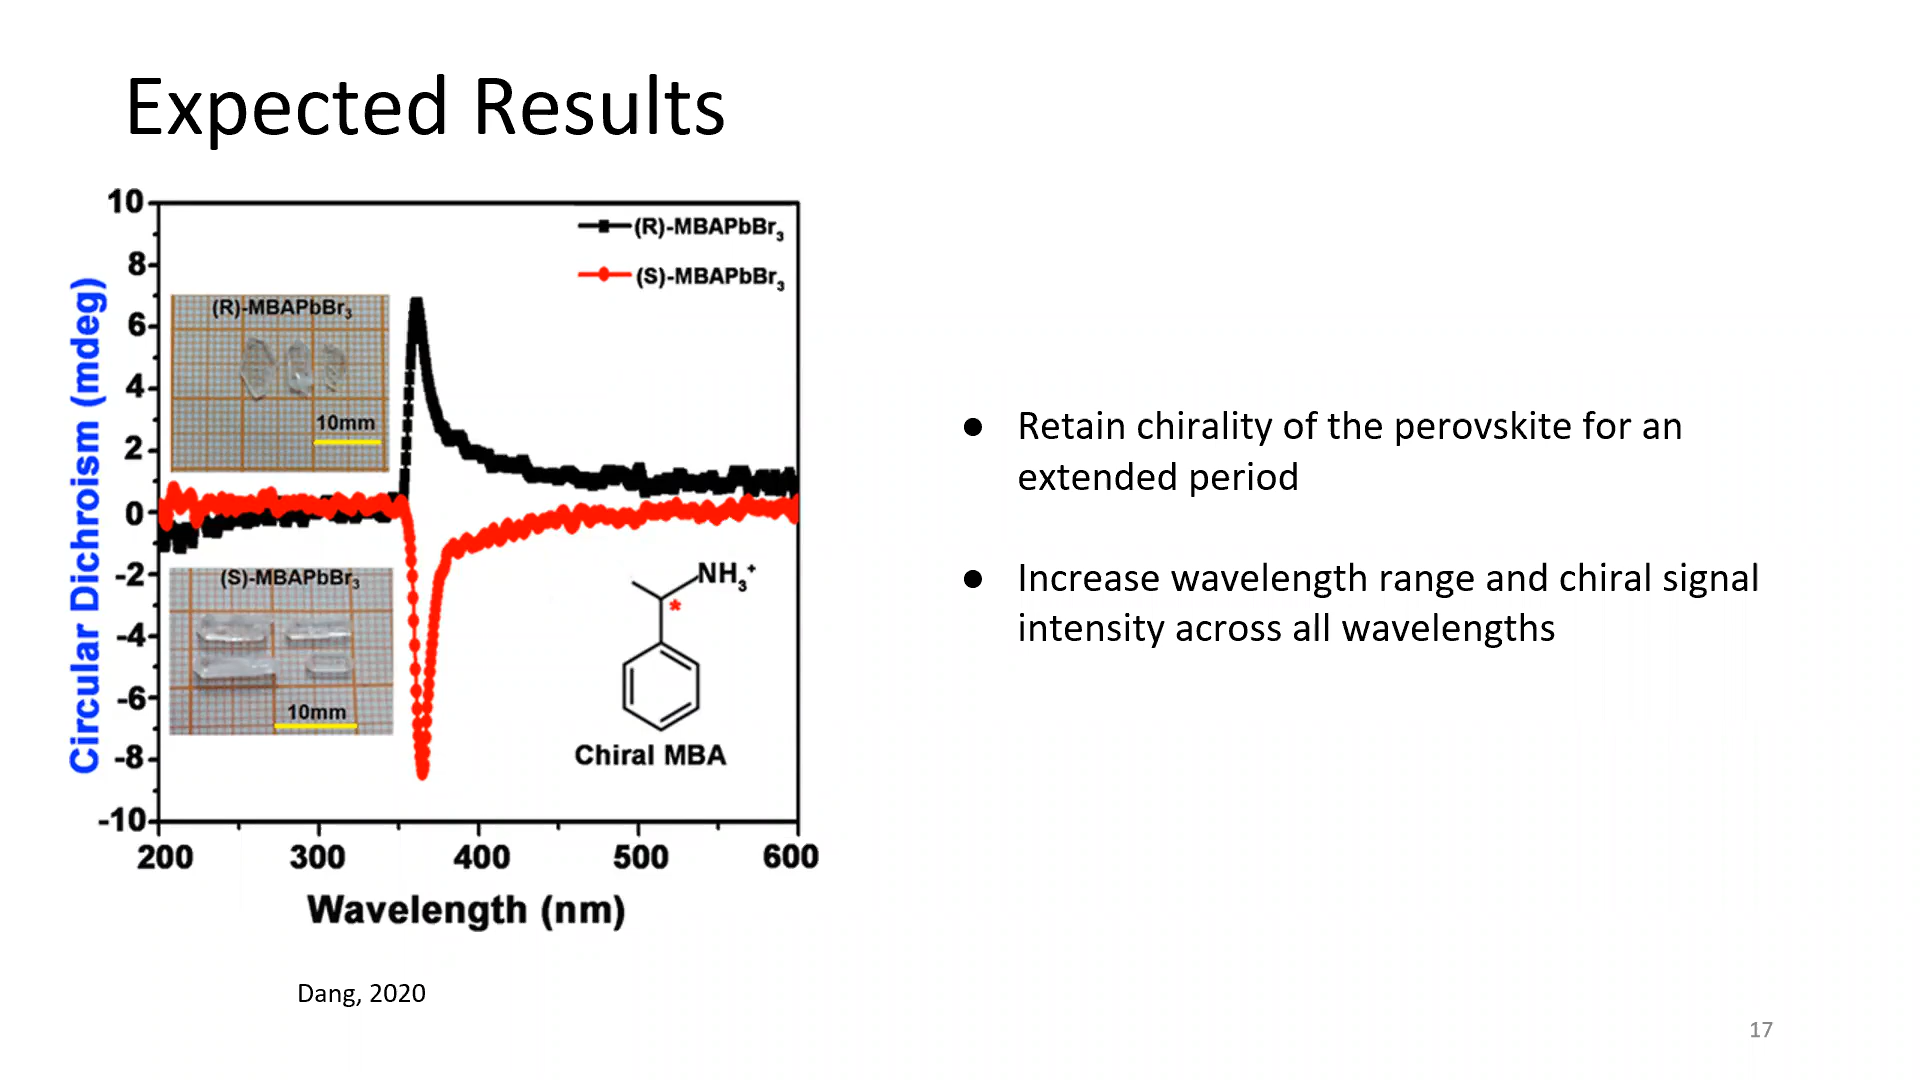 Expected Results
10
8
6
4
2
0
-2
-4
-6
-8
-10
Circular Dichroism (mdeg)
(R)-MBAPbBr3
(S)-MBAPbBr3
(R)-MBAPbBr3
10mm
(S)-MBAPbBr3
10mm
NH3+
*
Chiral MBA
200 300 400 500 600
Wavelength (nm)
Dang, 2020
● Retain chirality of the perovskite for an
extended period
● Increase wavelength range and chiral signal
intensity across all wavelengths
17